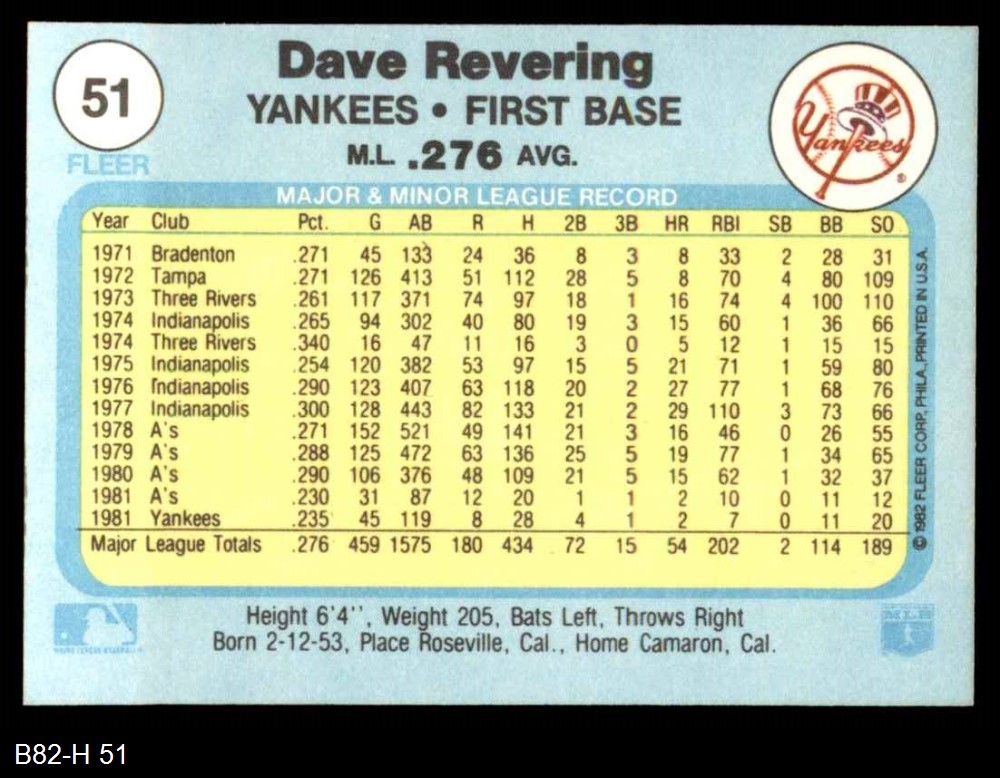 51
FLEER
Dave Revering
YANKEES • FIRST BASE
M.L. .276 AVG.
Yankees
®
MAJOR & MINOR LEAGUE RECORD
Year Club Pct. G AB R H 2B 3B HR RBI SB BB SO
1971 Bradenton .271 45 133 24 36 8 3 8 33 2 28 31
1972 Tampa .271 126 413 51 112 28 5 8 70 4 80 109
1973 Three Rivers .261 117 371 74 97 18 1 16 74 4 100 110
1974 Indianapolis .265 94 302 40 80 19 3 15 60 1 36 66
1974 Three Rivers .340 16 47 11 16 3 0 5 12 1 15 15
1975 Indianapolis .254 120 382 53 97 15 5 21 71 1 59 80
1976 Indianapolis .290 123 407 63 118 20 2 27 77 1 68 76
1977 Indianapolis .300 128 443 82 133 21 2 29 110 3 73 66
1978 A's .271 152 521 49 141 21 3 16 46 0 26 55
1979 A's .288 125 472 63 136 25 5 19 77 1 34 65
1980 A's .290 106 376 48 109 21 5 15 62 1 32 37
1981 A's .230 31 87 12 20 1 1 2 10 0 11 12
1981 Yankees .235 45 119 8 28 4 1 2 7 0 11 20
Major League Totals .276 459 1575 180 434 72 15 54 202 2 114 189
© 1982 FLEER CORP., PHILA., PRINTED IN U.S.A.
Height 6'4'', Weight 205, Bats Left, Throws Right
Born 2-12-53, Place Roseville, Cal., Home Camaron, Cal.
MAJOR LEAGUE BASEBALL
MLB
B82-H 51